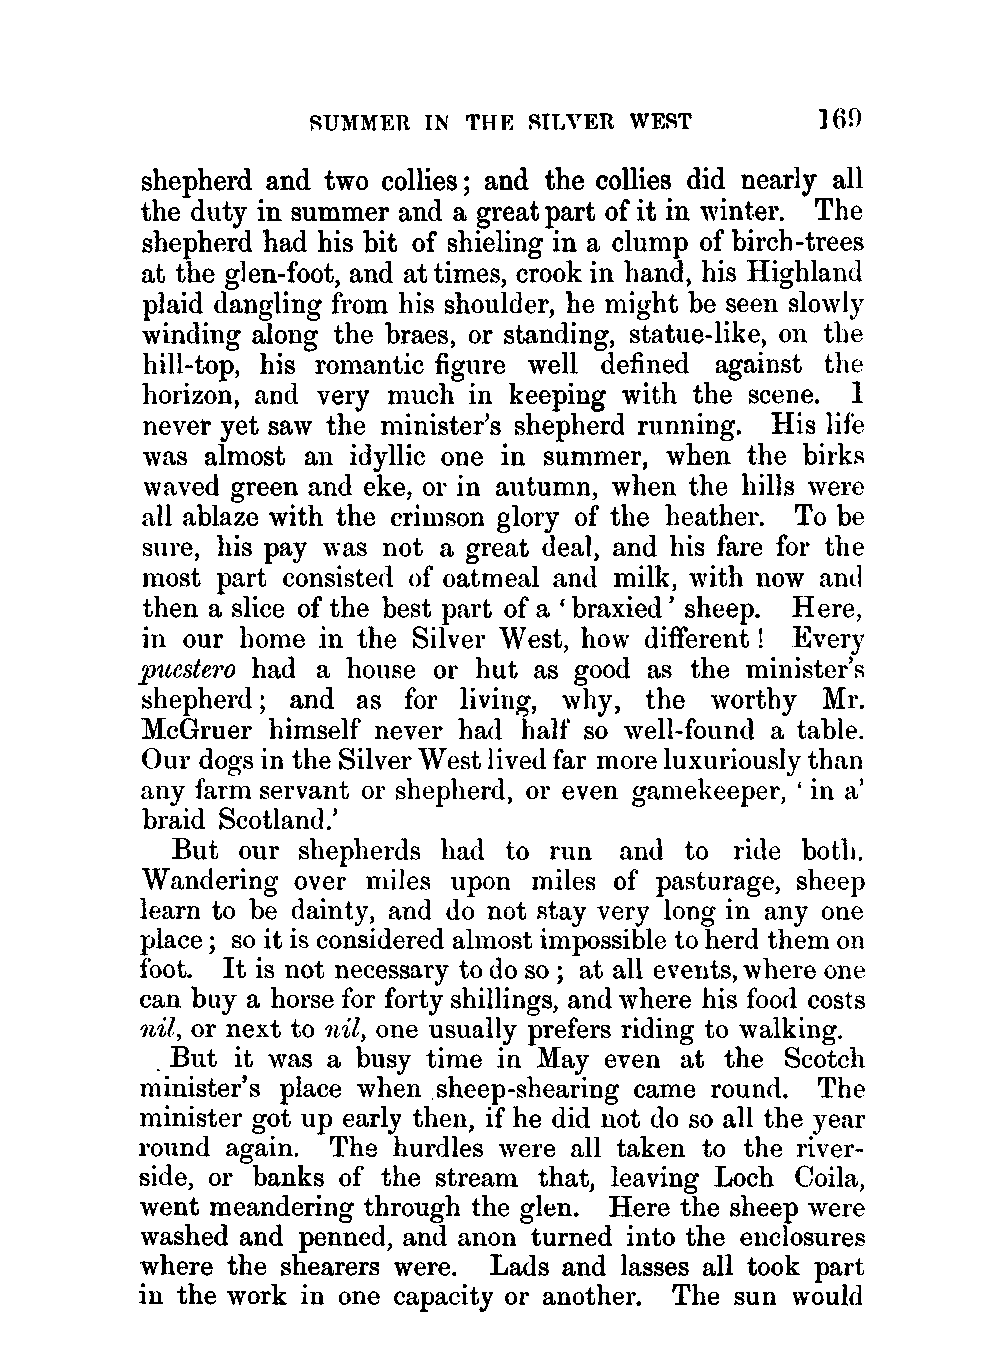 SUMMER IN THE SILVER WEST 169
shepherd and two collies; and the collies did nearly all
the duty in summer and a great part of it in winter. The
shepherd had his bit of shieling in a clump of birch-trees
at the glen-foot, and at times, crook in hand, his Highland
plaid dangling from his shoulder, he might be seen slowly
winding along the braes, or standing, statue-like, on the
hill-top, his romantic figure well defined against the
horizon, and very much in keeping with the scene. I
never yet saw the minister's shepherd running. His life
was almost an idyllic one in summer, when the birks
waved green and eke, or in autumn, when the hills were
all ablaze with the crimson glory of the heather. To be
sure, his pay was not a great deal, and his fare for the
most part consisted of oatmeal and milk, with now and
then a slice of the best part of a ‘braxied’ sheep. Here,
in our home in the Silver West, how different! Every
puestero had a house or hut as good as the minister's
shepherd; and as for living, why, the worthy Mr.
McGruer himself never had half so well-found a table.
Our dogs in the Silver West lived far more luxuriously than
any farm servant or shepherd, or even gamekeeper, ‘in a’
braid Scotland.’
But our shepherds had to run and to ride both.
Wandering over miles upon miles of pasturage, sheep
learn to be dainty, and do not stay very long in any one
place; so it is considered almost impossible to herd them on
foot. It is not necessary to do so; at all events, where one
can buy a horse for forty shillings, and where his food costs
nil, or next to nil, one usually prefers riding to walking.
But it was a busy time in May even at the Scotch
minister's place when sheep-shearing came round. The
minister got up early then, if he did not do so all the year
round again. The hurdles were all taken to the river-
side, or banks of the stream that, leaving Loch Coila,
went meandering through the glen. Here the sheep were
washed and penned, and anon turned into the enclosures
where the shearers were. Lads and lasses all took part
in the work in one capacity or another. The sun would